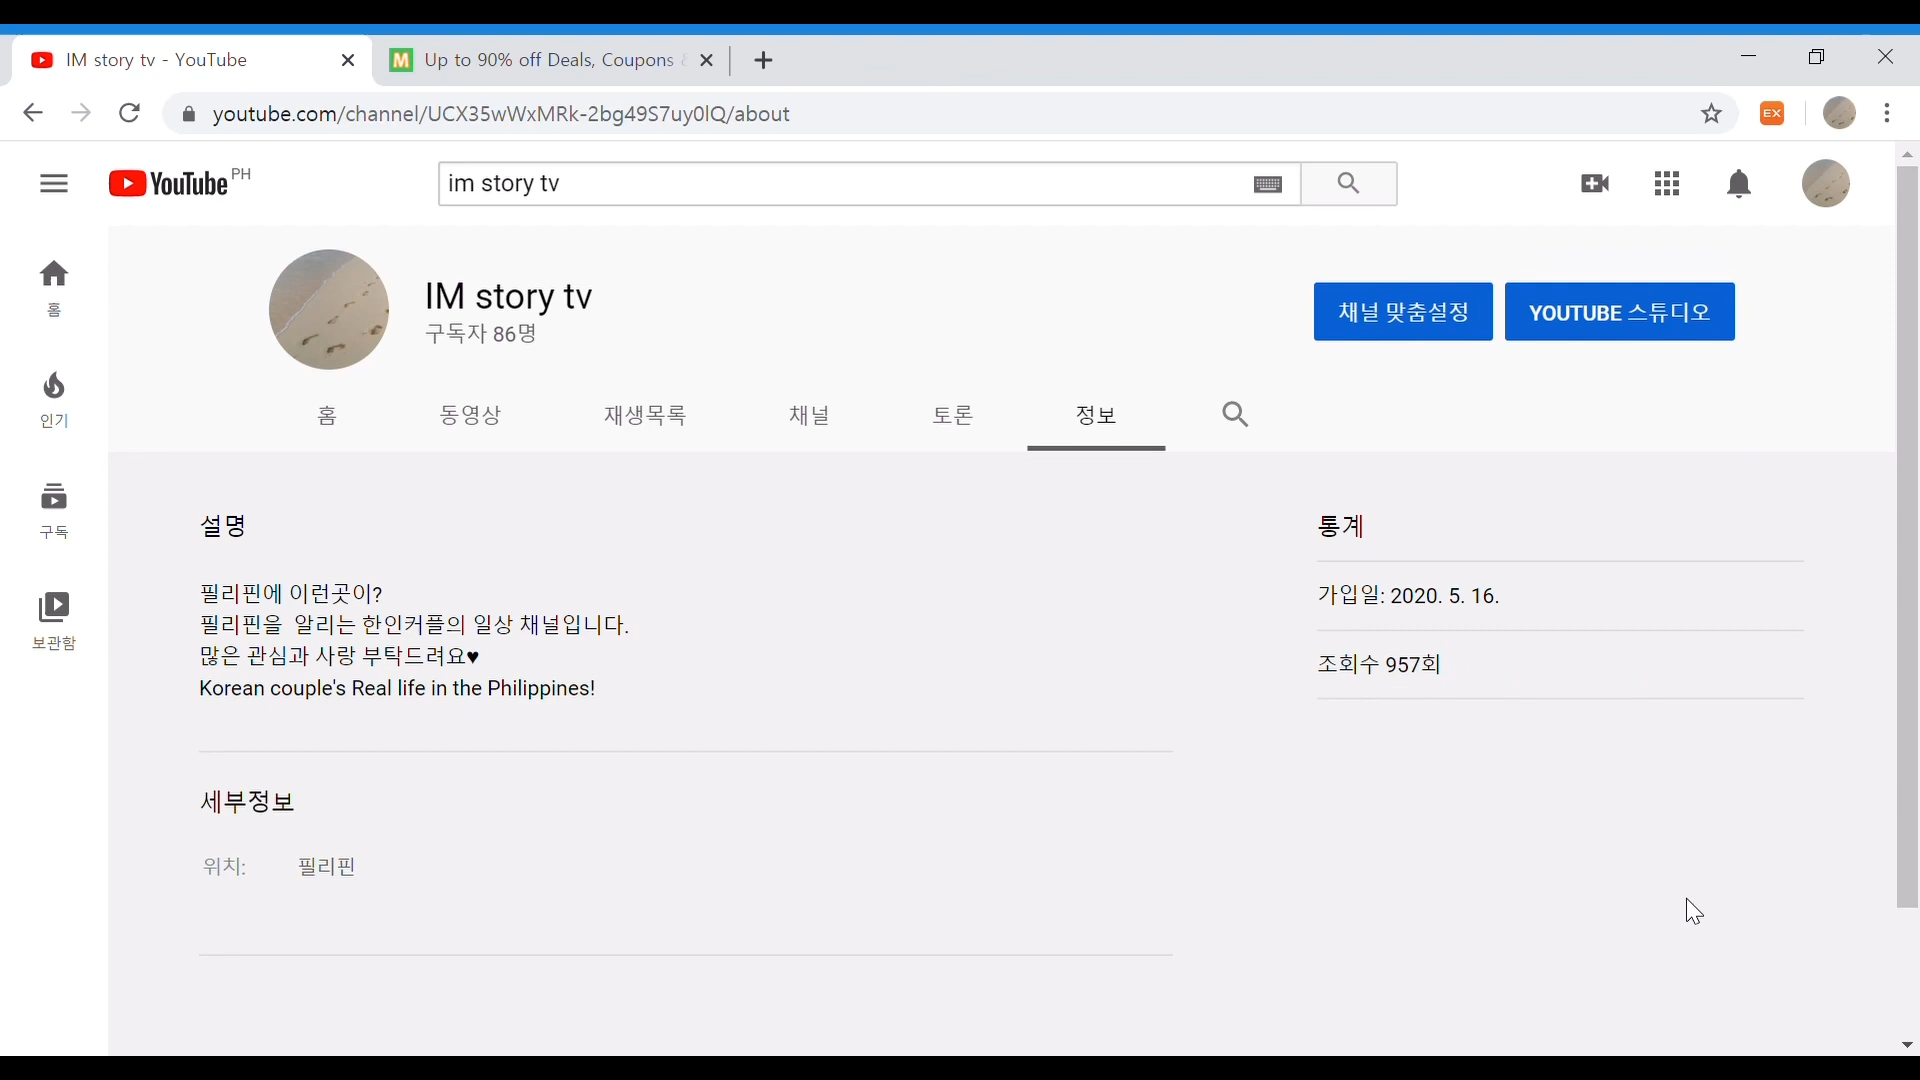 IM story tv - YouTube
Up to 90% off Deals, Coupons
youtube.com/channel/UCX35wWxMRk-2bg49S7uy0lQ/about
EX
YouTube PH
im story tv
IM story tv
구독자 86명
채널 맞춤설정
YOUTUBE 스튜디오
홈
인기
구독
보관함
홈 동영상 재생목록 채널 토론 정보
설명
필리핀에 이런곳이?
필리핀을 알리는 한인커플의 일상 채널입니다.
많은 관심과 사랑 부탁드려요♥
Korean couple's Real life in the Philippines!
세부정보
위치: 필리핀
통계
가입일: 2020. 5. 16.
조회수 957회